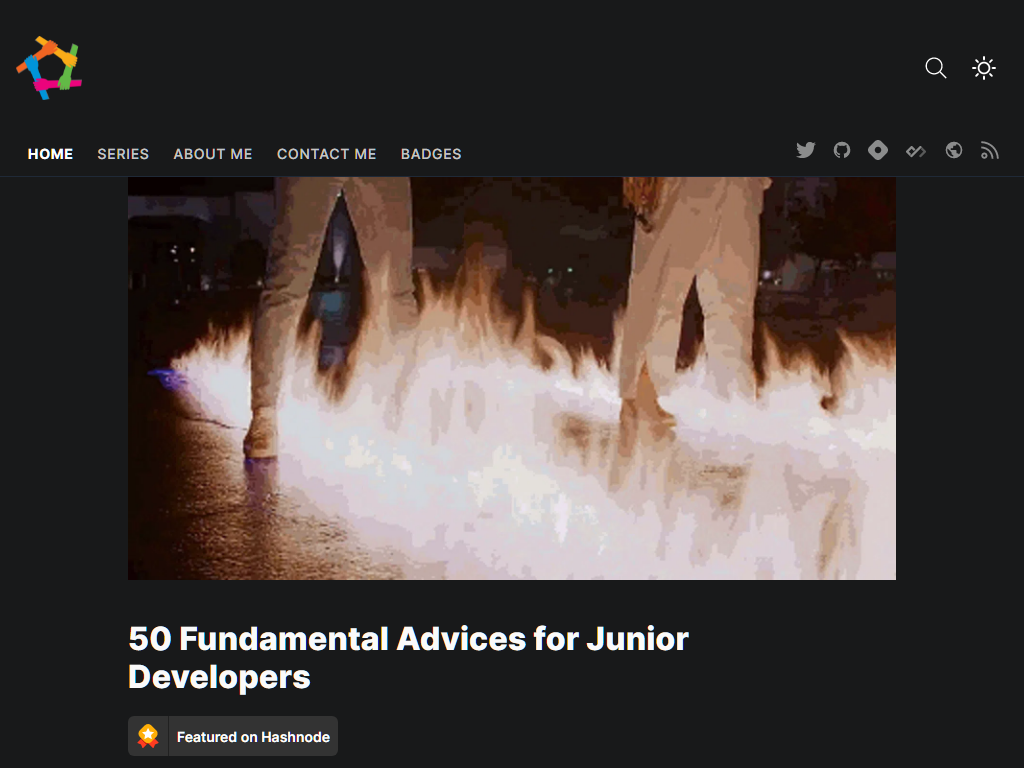 HOME SERIES ABOUT ME CONTACT ME BADGES
50 Fundamental Advices for Junior
Developers
Featured on Hashnode